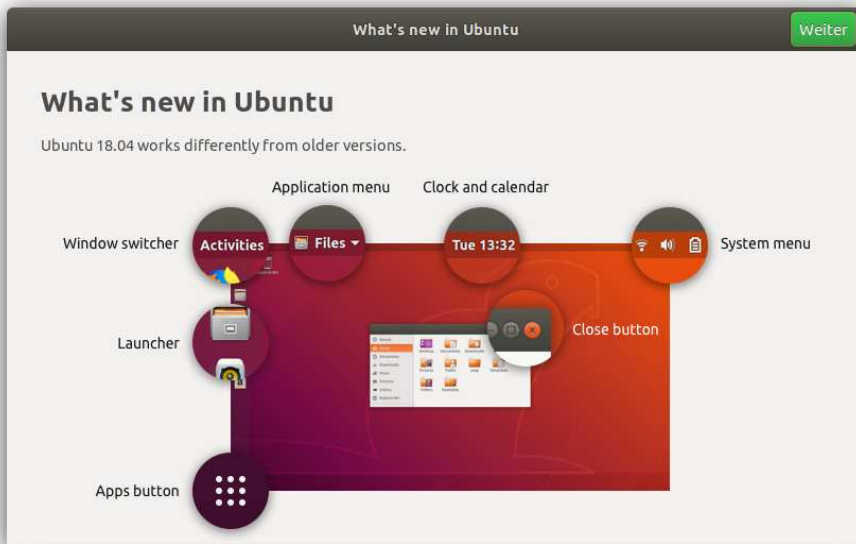 What's new in Ubuntu
Weiter
What's new in Ubuntu
Ubuntu 18.04 works differently from older versions.
Application menu
Clock and calendar
Window switcher
Activities
Files
Tue 13:32
System menu
Close button
Launcher
Apps button